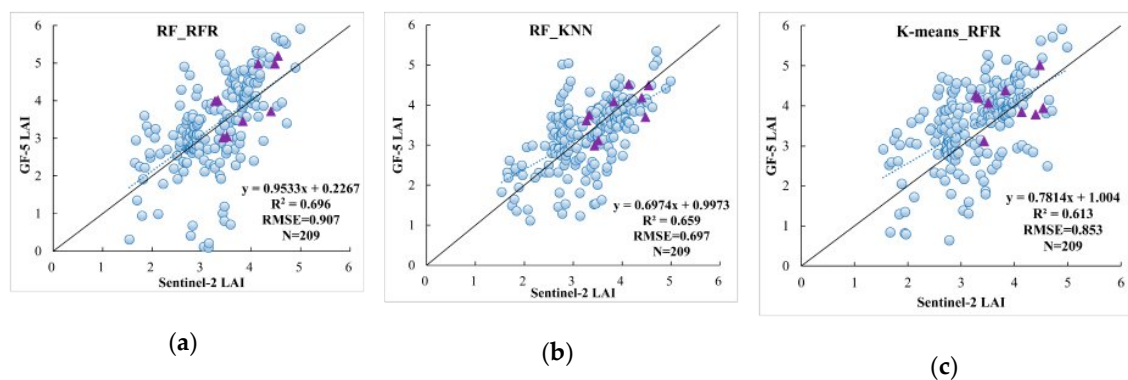 RF_RFR
6
5
4
3
2
1
0
GF-5 LAI
y = 0.9533x + 0.2267
R² = 0.696
RMSE=0.907
N=209
0 1 2 3 4 5 6
Sentinel-2 LAI
(a)
RF_KNN
6
5
4
3
2
1
0
GF-5 LAI
y = 0.6974x + 0.9973
R² = 0.659
RMSE=0.697
N=209
0 1 2 3 4 5 6
Sentinel-2 LAI
(b)
K-means_RFR
6
5
4
3
2
1
0
GF-5 LAI
y = 0.7814x + 1.004
R² = 0.613
RMSE=0.853
N=209
0 1 2 3 4 5 6
Sentinel-2 LAI
(c)